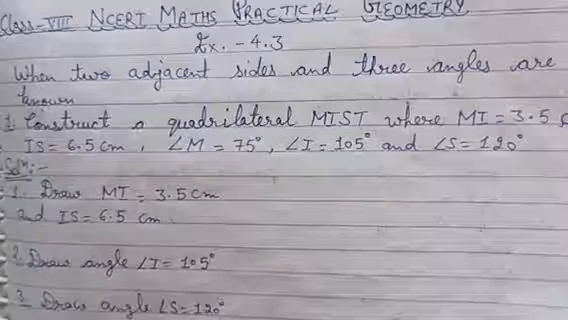 Class-VIII NCERT MATHS PRACTICAL GEOMETRY
Ex. - 4.3
When two adjacent sides and three angles are
known
1. Construct a quadrilateral MIST where MI = 3.5 c
IS = 6.5 cm, ∠M = 75°, ∠I = 105° and ∠S = 120°
Soln:-
1. Draw MI = 3.5 cm
and IS = 6.5 cm.
2. Draw angle ∠I = 105°
3. Draw angle ∠S = 120°